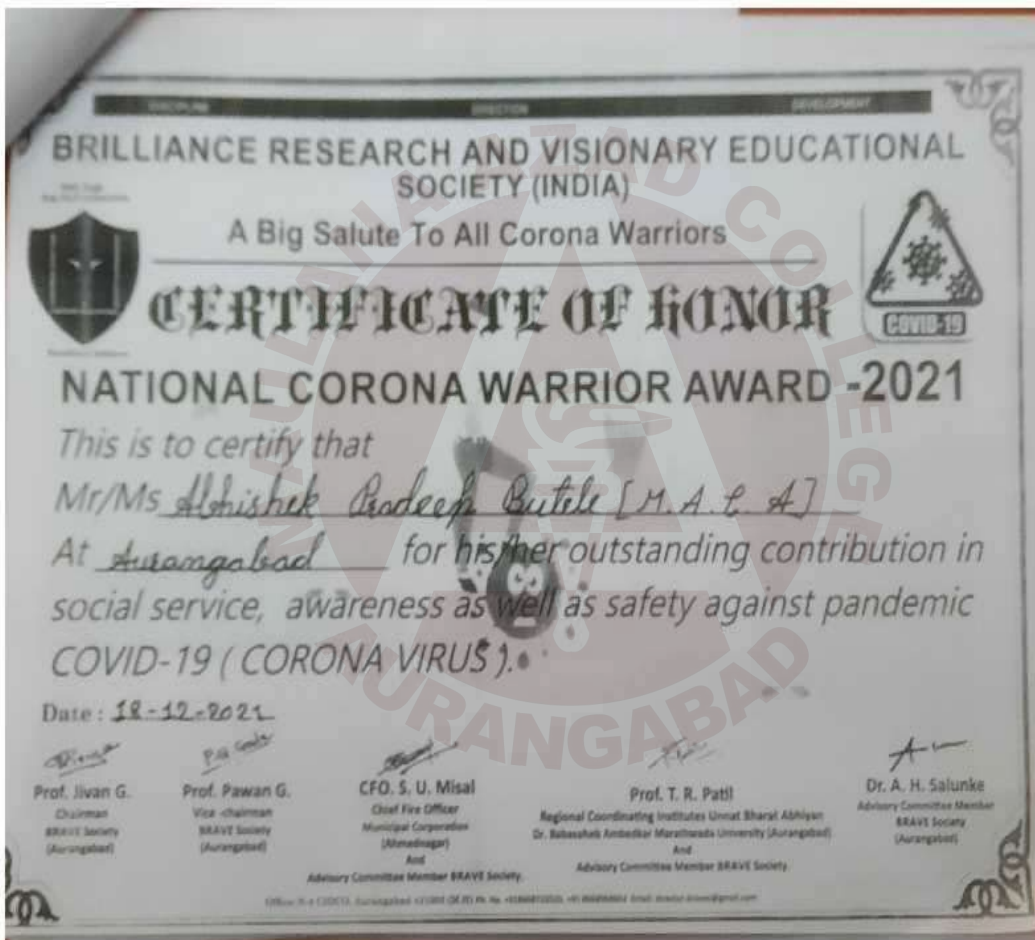 DISCIPLINE DIRECTION DEVELOPMENT
BRILLIANCE RESEARCH AND VISIONARY EDUCATIONAL
SOCIETY (INDIA)
A Big Salute To All Corona Warriors
CERTIFICATE OF HONOR
COVID-19
NATIONAL CORONA WARRIOR AWARD -2021
This is to certify that
Mr/Ms Abhishek Pradeep Butele [M.A.C.A]
At Aurangabad for his/her outstanding contribution in
social service, awareness as well as safety against pandemic
COVID-19 ( CORONA VIRUS ).
Date : 18-12-2021
Prof. Jivan G. Prof. Pawan G. CFO. S. U. Misal Prof. T. R. Patil Dr. A. H. Salunke
Chairman Vice -chairman Chief Fire Officer Regional Coordinating Institutes Unnat Bharat Abhiyan Advisory Committee Member
BRAVE Society BRAVE Society Municipal Corporation Dr. Babasaheb Ambedkar Marathwada University (Aurangabad) BRAVE Society
(Aurangabad) (Aurangabad) (Ahmadnagar) And (Aurangabad)
And Advisory Committee Member BRAVE Society.
Advisory Committee Member BRAVE Society.
MAULANA AZAD COLLEGE
AURANGABAD